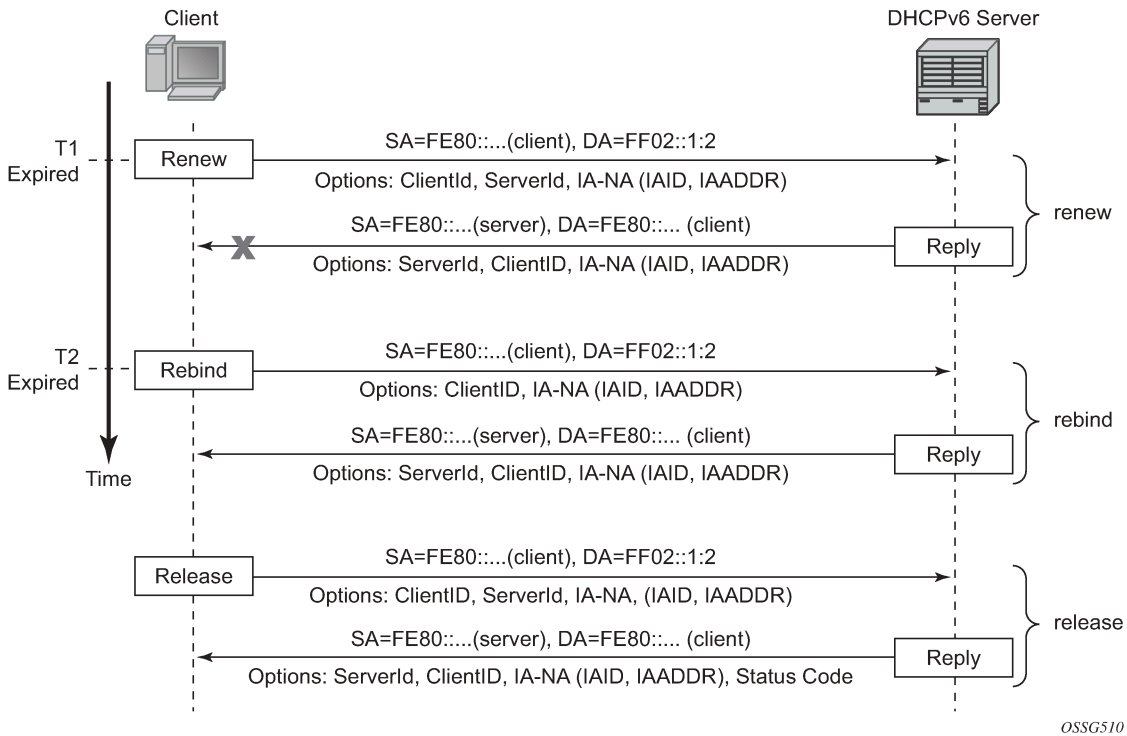 Client
DHCPv6 Server
T1
Expired
Renew
SA=FE80::...(client), DA=FF02::1:2
Options: ClientId, ServerId, IA-NA (IAID, IAADDR)
renew
SA=FE80::...(server), DA=FE80::... (client)
X
Reply
Options: ServerId, ClientID, IA-NA (IAID, IAADDR)
T2
Expired
Rebind
SA=FE80::...(client), DA=FF02::1:2
Options: ClientID, IA-NA (IAID, IAADDR)
rebind
SA=FE80::...(server), DA=FE80::... (client)
Reply
Options: ServerId, ClientID, IA-NA (IAID, IAADDR)
Time
Release
SA=FE80::...(client), DA=FF02::1:2
Options: ClientID, ServerId, IA-NA, (IAID, IAADDR)
release
SA=FE80::...(server), DA=FE80::... (client)
Reply
Options: ServerId, ClientID, IA-NA (IAID, IAADDR), Status Code
OSSG510